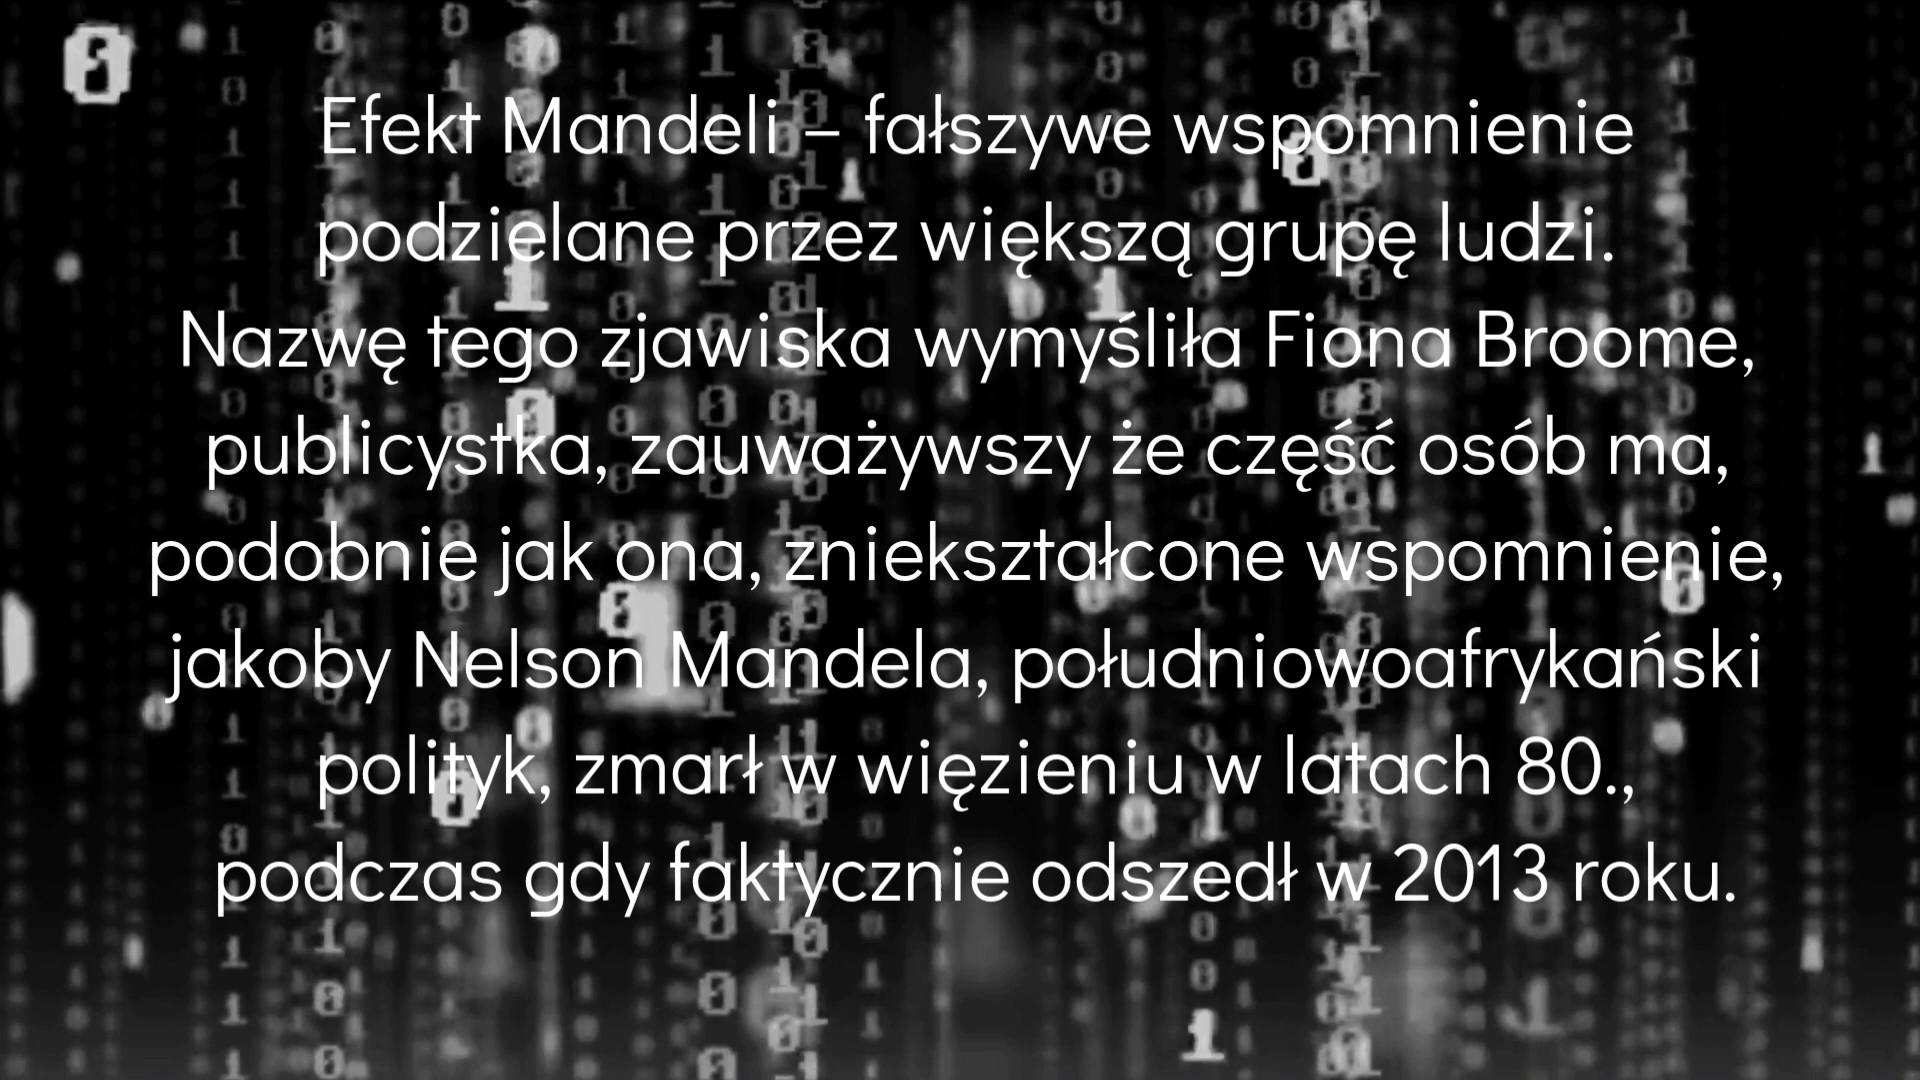 Efekt Mandeli – fałszywe wspomnienie
podzielane przez większą grupę ludzi.
Nazwę tego zjawiska wymyśliła Fiona Broome,
publicystka, zauważywszy że część osób ma,
podobnie jak ona, zniekształcone wspomnienie,
jakoby Nelson Mandela, południowoafrykański
polityk, zmarł w więzieniu w latach 80.,
podczas gdy faktycznie odszedł w 2013 roku.